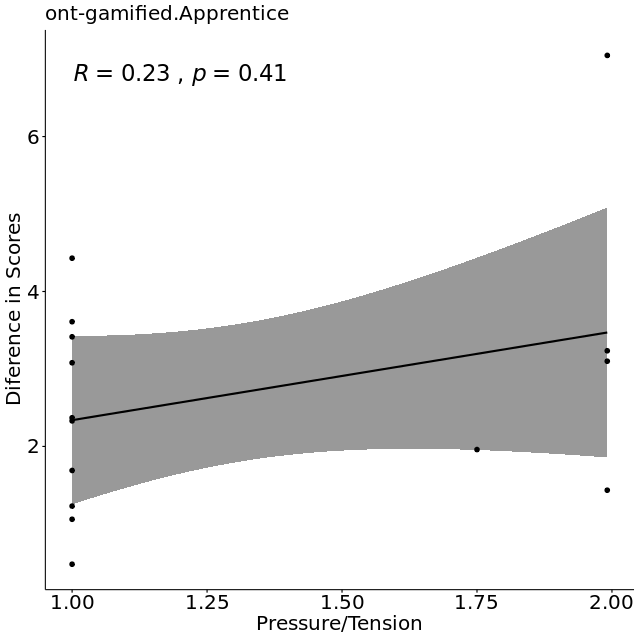 ont-gamified.Apprentice
R = 0.23 , p = 0.41
6
4
2
Diference in Scores
1.00 1.25 1.50 1.75 2.00
Pressure/Tension